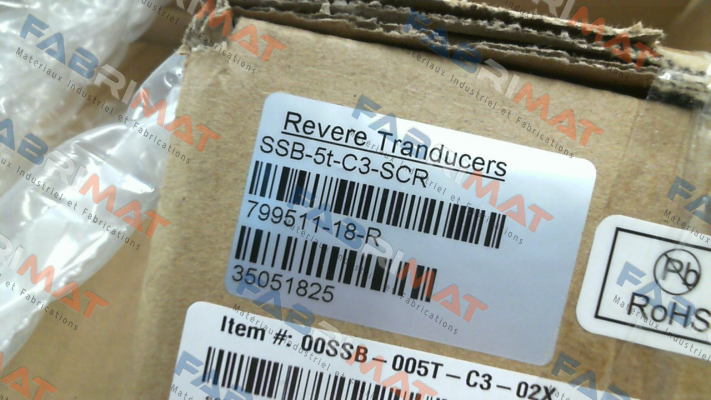 Revere Tranducers
SSB-5t-C3-SCR
799511-18-R
35051825
Pb
RoHS
Item #: 00SSB-005T-C3-02X
FABRIMAT
Matériaux Industriel et Fabrications